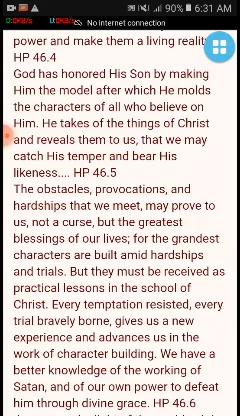 0:0KB/s U:0KB/s 90% 6:31 AM
No internet connection
power and make them a living reality
HP 46.4
God has honored His Son by making
Him the model after which He molds
the characters of all who believe on
Him. He takes of the things of Christ
and reveals them to us, that we may
catch His temper and bear His
likeness.... HP 46.5
The obstacles, provocations, and
hardships that we meet, may prove to
us, not a curse, but the greatest
blessings of our lives; for the grandest
characters are built amid hardships
and trials. But they must be received as
practical lessons in the school of
Christ. Every temptation resisted, every
trial bravely borne, gives us a new
experience and advances us in the
work of character building. We have a
better knowledge of the working of
Satan, and of our own power to defeat
him through divine grace. HP 46.6